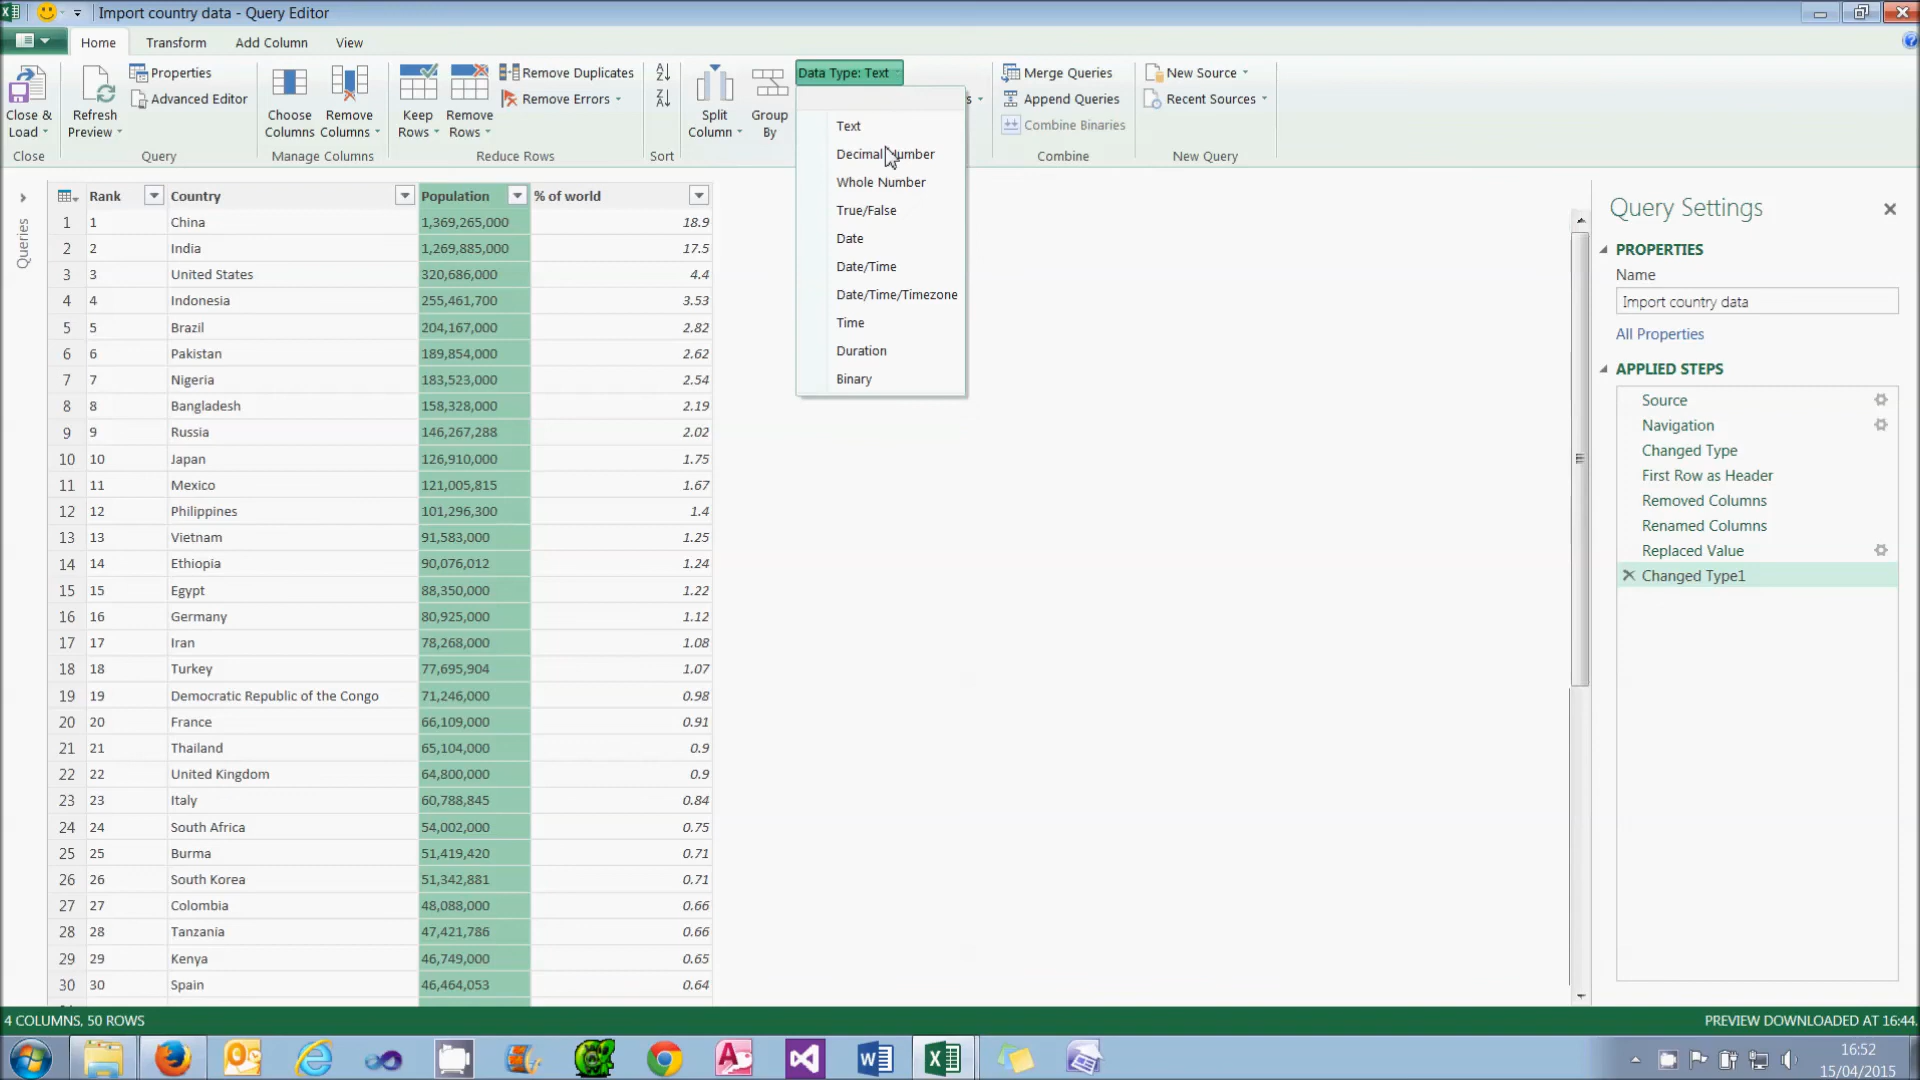 Import country data - Query Editor
Home Transform Add Column View
Close & Load
Close
Refresh Preview
Properties
Advanced Editor
Query
Choose Columns
Remove Columns
Manage Columns
Keep Rows
Remove Rows
Remove Duplicates
Remove Errors
Reduce Rows
Sort
Split Column
Group By
Data Type: Text
Text
Decimal Number
Whole Number
True/False
Date
Date/Time
Date/Time/Timezone
Time
Duration
Binary
Merge Queries
Append Queries
Combine Binaries
Combine
New Source
Recent Sources
New Query
Queries
Rank Country Population % of world
1 1 China 1,369,265,000 18.9
2 2 India 1,269,885,000 17.5
3 3 United States 320,686,000 4.4
4 4 Indonesia 255,461,700 3.53
5 5 Brazil 204,167,000 2.82
6 6 Pakistan 189,854,000 2.62
7 7 Nigeria 183,523,000 2.54
8 8 Bangladesh 158,328,000 2.19
9 9 Russia 146,267,288 2.02
10 10 Japan 126,910,000 1.75
11 11 Mexico 121,005,815 1.67
12 12 Philippines 101,296,300 1.4
13 13 Vietnam 91,583,000 1.25
14 14 Ethiopia 90,076,012 1.24
15 15 Egypt 88,350,000 1.22
16 16 Germany 80,925,000 1.12
17 17 Iran 78,268,000 1.08
18 18 Turkey 77,695,904 1.07
19 19 Democratic Republic of the Congo 71,246,000 0.98
20 20 France 66,109,000 0.91
21 21 Thailand 65,104,000 0.9
22 22 United Kingdom 64,800,000 0.9
23 23 Italy 60,788,845 0.84
24 24 South Africa 54,002,000 0.75
25 25 Burma 51,419,420 0.71
26 26 South Korea 51,342,881 0.71
27 27 Colombia 48,088,000 0.66
28 28 Tanzania 47,421,786 0.66
29 29 Kenya 46,749,000 0.65
30 30 Spain 46,464,053 0.64
Query Settings
PROPERTIES
Name
Import country data
All Properties
APPLIED STEPS
Source
Navigation
Changed Type
First Row as Header
Removed Columns
Renamed Columns
Replaced Value
Changed Type1
4 COLUMNS, 50 ROWS
PREVIEW DOWNLOADED AT 16:44.
16:52
15/04/2015